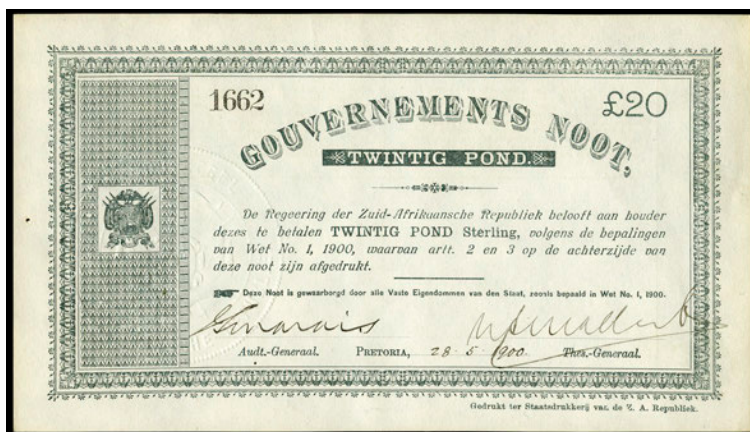 1662
£20
GOUVERNEMENTS NOOT,
TWINTIG POND.
De Regeering der Zuid-Afrikaansche Republiek belooft aan houder
dezes te betalen TWINTIG POND Sterling, volgens de bepalingen
van Wet No. 1, 1900, waarvan artt. 2 en 3 op de achterzijde van
deze noot zijn afgedrukt.
Deze Noot is gewaarborgd door alle Vaste Eigendommen van den Staat, zooals bepaald in Wet No. 1, 1900.
Audt.-Generaal. PRETORIA, 28.5.1900. Thes.-Generaal.
Gedrukt ter Staatsdrukkerij van de Z. A. Republiek.